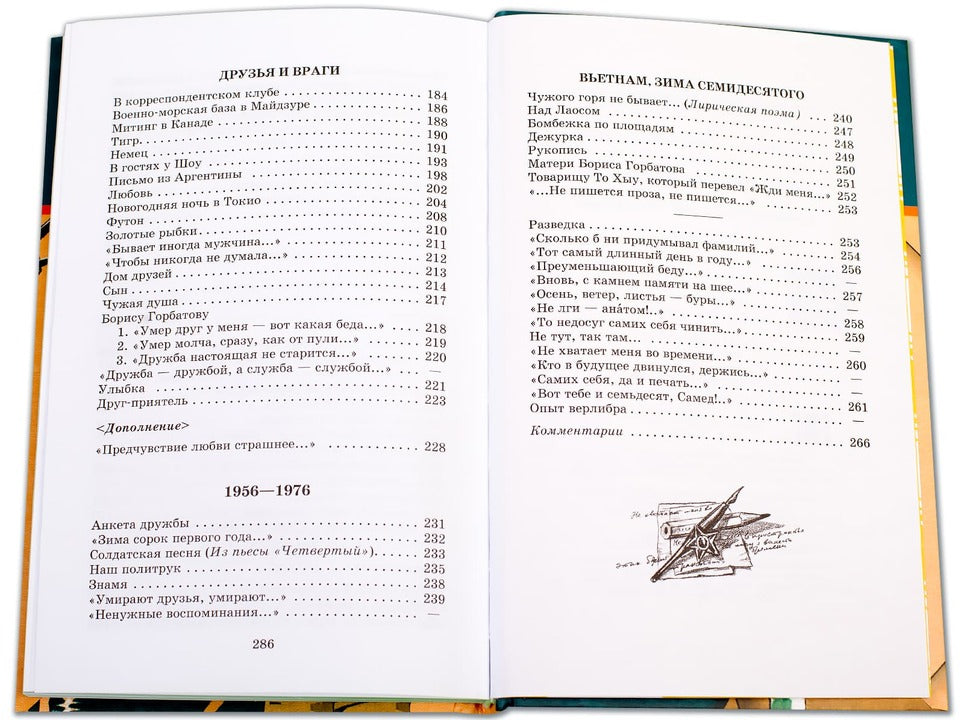 ДРУЗЬЯ И ВРАГИ
В корреспондентском клубе . . . . . . . . . . . . . . . . . 184
Военно-морская база в Майдзуре . . . . . . . . . . . . . 186
Митинг в Канаде . . . . . . . . . . . . . . . . . . . . . . . . 188
Тигр. . . . . . . . . . . . . . . . . . . . . . . . . . . . . . . . . 190
Немец . . . . . . . . . . . . . . . . . . . . . . . . . . . . . . . 191
В гостях у Шоу . . . . . . . . . . . . . . . . . . . . . . . . . 193
Письмо из Аргентины . . . . . . . . . . . . . . . . . . . . 198
Любовь . . . . . . . . . . . . . . . . . . . . . . . . . . . . . . 202
Новогодняя ночь в Токио . . . . . . . . . . . . . . . . . . 204
Футон . . . . . . . . . . . . . . . . . . . . . . . . . . . . . . . 208
Золотые рыбки . . . . . . . . . . . . . . . . . . . . . . . . . 210
«Бывает иногда мужчина...» . . . . . . . . . . . . . . . . 211
«Чтобы никогда не думала...» . . . . . . . . . . . . . . . 212
Дом друзей . . . . . . . . . . . . . . . . . . . . . . . . . . . 213
Сын . . . . . . . . . . . . . . . . . . . . . . . . . . . . . . . . 214
Чужая душа . . . . . . . . . . . . . . . . . . . . . . . . . . . 217
Борису Горбатову
1. «Умер друг у меня — вот какая беда...» . . . . 218
2. «Умер молча, сразу, как от пули...» . . . . . . . 219
3. «Дружба настоящая не старится...» . . . . . . . 220
«Дружба — дружбой, а служба — службой...» . . . . —
Улыбка . . . . . . . . . . . . . . . . . . . . . . . . . . . . . . 221
Друг-приятель . . . . . . . . . . . . . . . . . . . . . . . . . 223
<Дополнение>
«Предчувствие любви страшнее...» . . . . . . . . . . . 228
1956—1976
Анкета дружбы . . . . . . . . . . . . . . . . . . . . . . . . . 231
«Зима сорок первого года...» . . . . . . . . . . . . . . . . 232
Солдатская песня (Из пьесы «Четвертый»). . . . . . 233
Наш политрук . . . . . . . . . . . . . . . . . . . . . . . . . 235
Знамя . . . . . . . . . . . . . . . . . . . . . . . . . . . . . . . 238
«Умирают друзья, умирают...» . . . . . . . . . . . . . . 239
«Ненужные воспоминания...» . . . . . . . . . . . . . . . —
286
ВЬЕТНАМ, ЗИМА СЕМИДЕСЯТОГО
Чужого горя не бывает... (Лирическая поэма) . . . 240
Над Лаосом . . . . . . . . . . . . . . . . . . . . . . . . . . . 247
Бомбежка по площадям . . . . . . . . . . . . . . . . . . . 248
Дежурка . . . . . . . . . . . . . . . . . . . . . . . . . . . . . 249
Рукопись . . . . . . . . . . . . . . . . . . . . . . . . . . . . . 250
Матери Бориса Горбатова . . . . . . . . . . . . . . . . . 251
Товарищу То Хыу, который перевел «Жди меня...» 252
«...Не пишется проза, не пишется...» . . . . . . . . . . 253
Разведка . . . . . . . . . . . . . . . . . . . . . . . . . . . . . 253
«Сколько б ни придумывал фамилий...» . . . . . . . 254
«Тот самый длинный день в году...» . . . . . . . . . . 256
«Преуменьшающий беду...» . . . . . . . . . . . . . . . . —
«Вновь, с камнем памяти на шее...» . . . . . . . . . . 257
«Осень, ветер, листья — буры...» . . . . . . . . . . . . —
«Не лги — ана́том!..» . . . . . . . . . . . . . . . . . . . . 258
«То недосуг самих себя чинить...» . . . . . . . . . . . 259
Не тут, так там... . . . . . . . . . . . . . . . . . . . . . . . —
«Не хватает меня во времени...» . . . . . . . . . . . . 260
«Кто в будущее двинулся, держись...» . . . . . . . . —
«Самих себя, да и печать...» . . . . . . . . . . . . . . . —
«Вот тебе и семьдесят, Самед!..» . . . . . . . . . . . . 261
Опыт верлибра . . . . . . . . . . . . . . . . . . . . . . . . . —
Комментарии . . . . . . . . . . . . . . . . . . . . . . . . . . 266